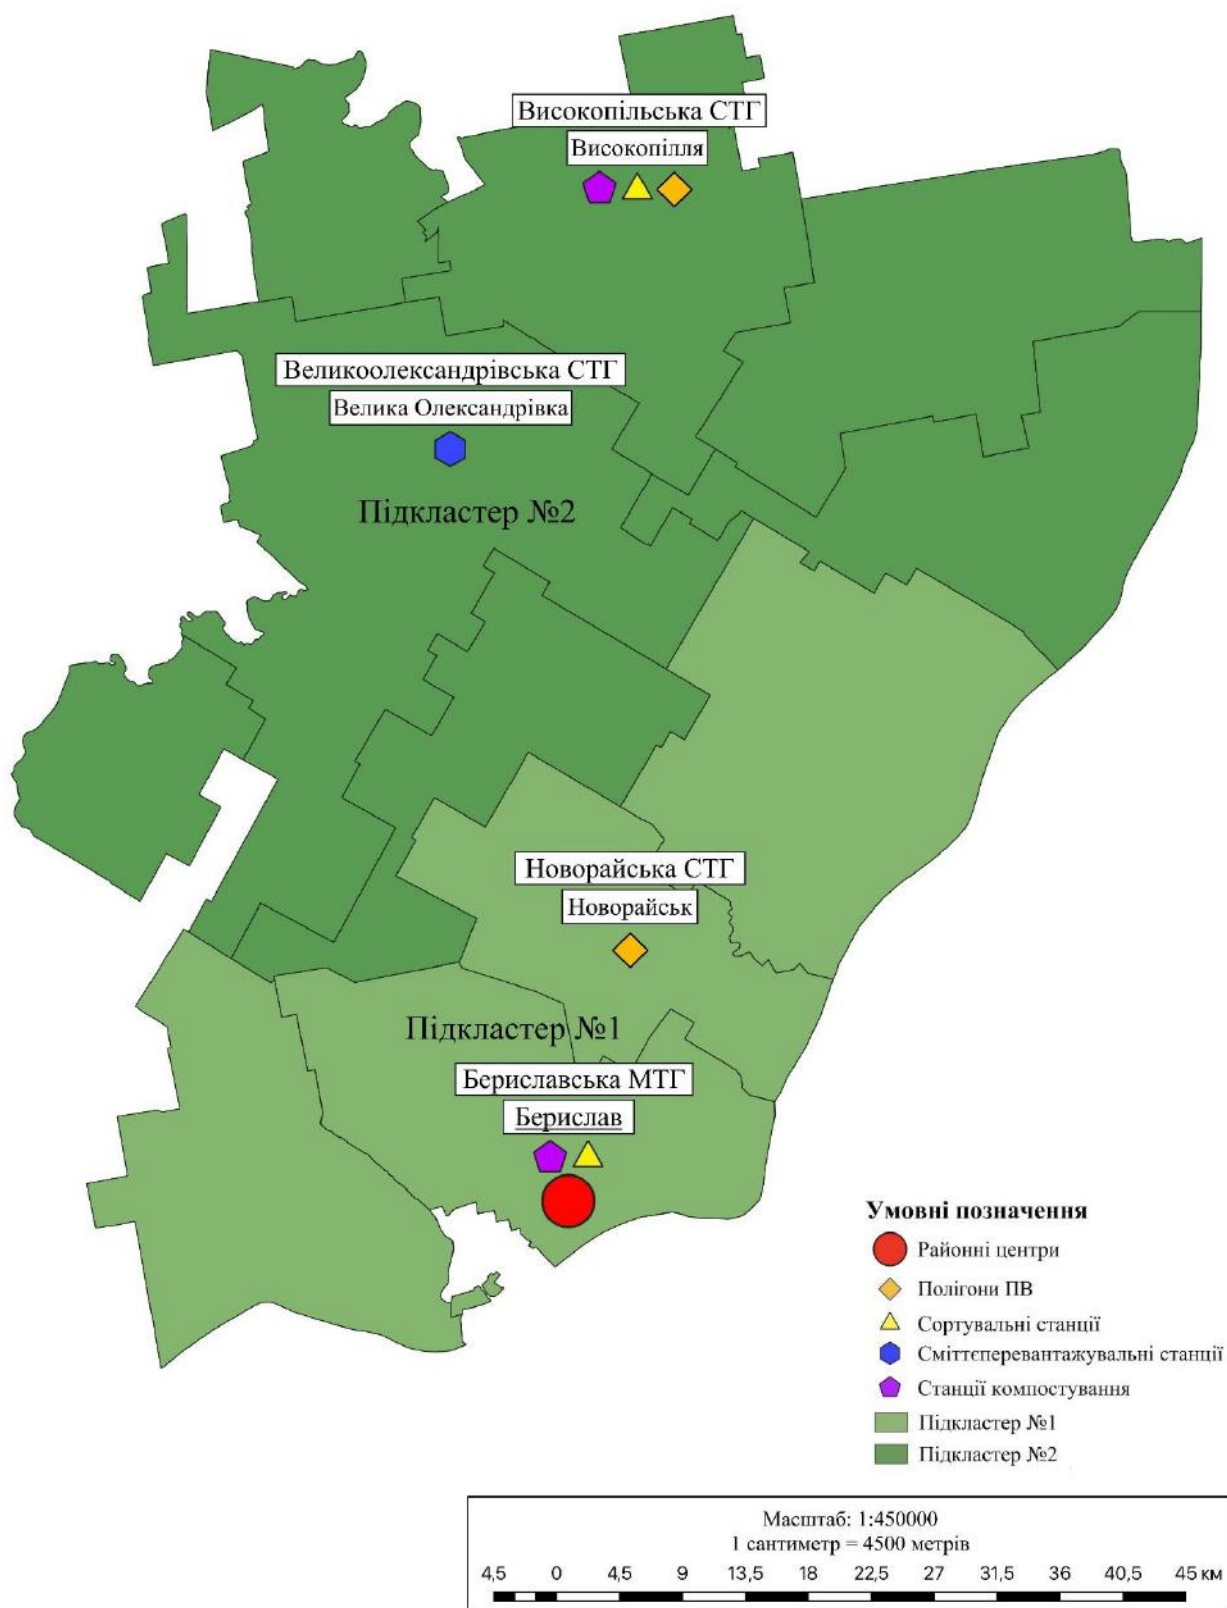 Високопільська СТГ
Високопілля
Великоолександрівська СТГ
Велика Олександрівка
Підкластер №2
Новорайська СТГ
Новорайськ
Підкластер №1
Бериславська МТГ
Берислав
Умовні позначення
Районні центри
Полігони ПВ
Сортувальні станції
Сміттєперевантажувальні станції
Станції компостування
Підкластер №1
Підкластер №2
Масштаб: 1:450000
1 сантиметр = 4500 метрів
4,5 0 4,5 9 13,5 18 22,5 27 31,5 36 40,5 45 км